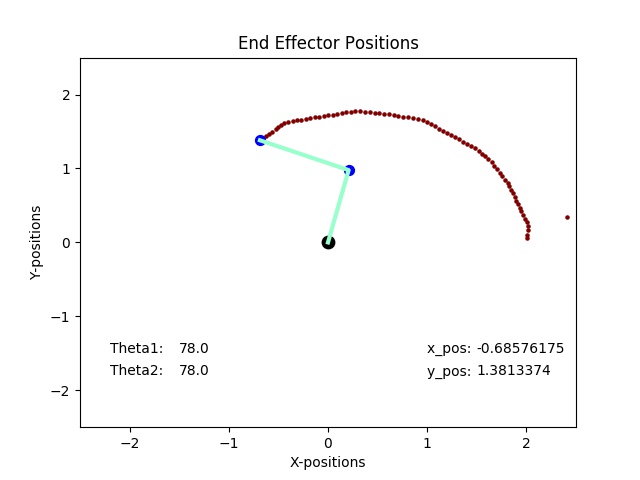 End Effector Positions
2
1
0
−1
−2
Y-positions
Theta1: 78.0
x_pos: -0.68576175
Theta2: 78.0
y_pos: 1.3813374
−2 −1 0 1 2
X-positions